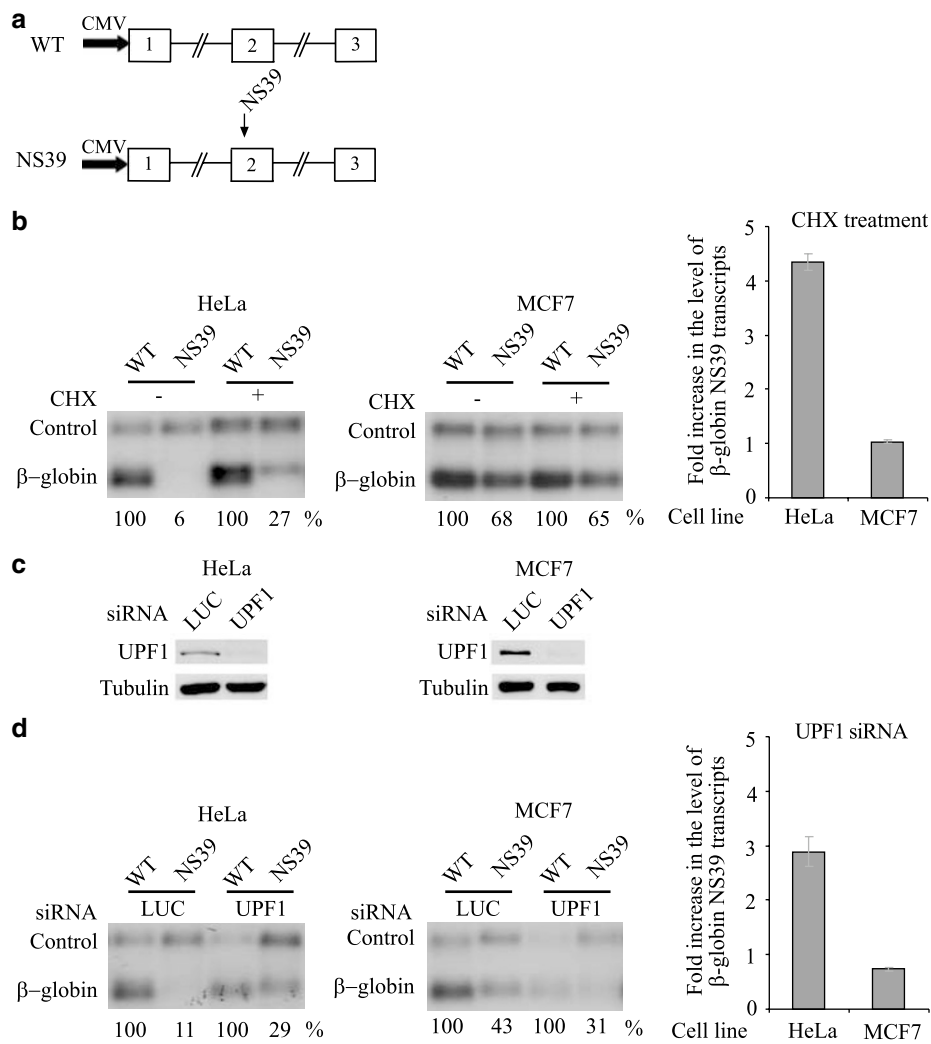 a
CMV
WT
1
2
3
NS39
CMV
NS39
1
2
3
b
HeLa
WT
NS39
WT
NS39
CHX
-
+
Control
β−globin
100
6
100
27
%
MCF7
WT
NS39
WT
NS39
CHX
-
+
Control
β−globin
100
68
100
65
%
CHX treatment
Fold increase in the level of
β-globin NS39 transcripts
5
4
3
2
1
0
Cell line
HeLa
MCF7
c
HeLa
siRNA
LUC
UPF1
UPF1
Tubulin
MCF7
siRNA
LUC
UPF1
UPF1
Tubulin
d
HeLa
WT
NS39
WT
NS39
siRNA
LUC
UPF1
Control
β−globin
100
11
100
29
%
MCF7
WT
NS39
WT
NS39
siRNA
LUC
UPF1
Control
β−globin
100
43
100
31
%
UPF1 siRNA
Fold increase in the level of
β-globin NS39 transcripts
5
4
3
2
1
0
Cell line
HeLa
MCF7